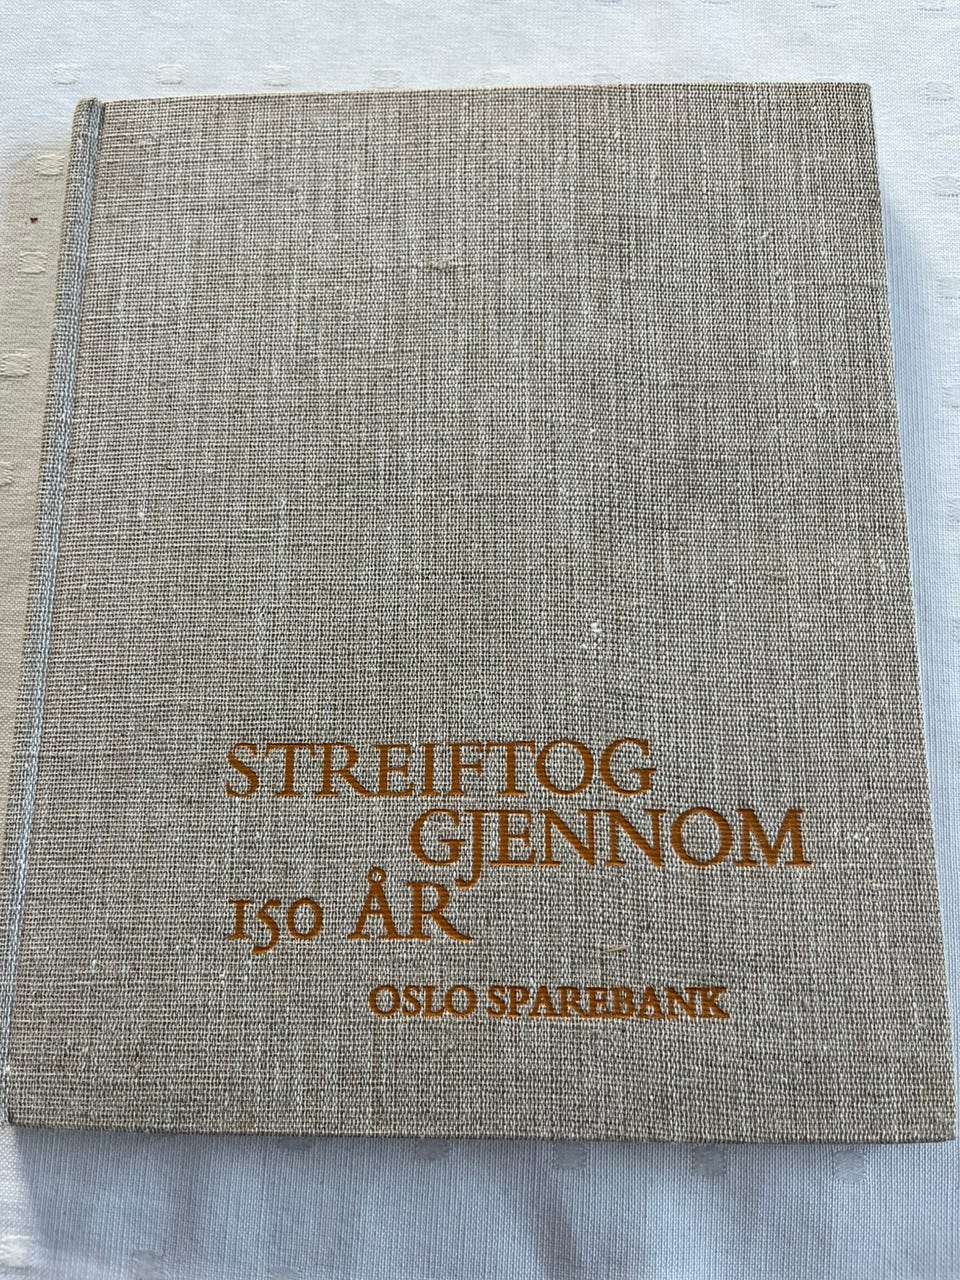 STREIFTOG
GJENNOM
150 ÅR
OSLO SPAREBANK